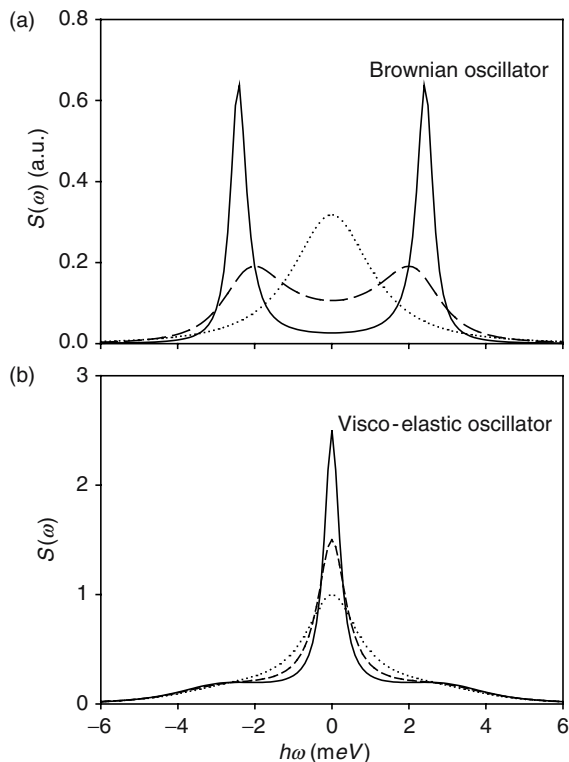 (a)
0.8
Brownian oscillator
0.6
S(ω) (a.u.)
0.4
0.2
0.0
(b)
3
Visco-elastic oscillator
2
S(ω)
1
0
−6 −4 −2 0 2 4 6
hω (meV)